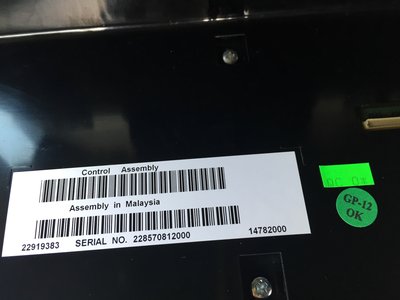 Control Assembly
Assembly in Malaysia
22919383 SERIAL NO. 228570812000 14782000
GP-12
OK